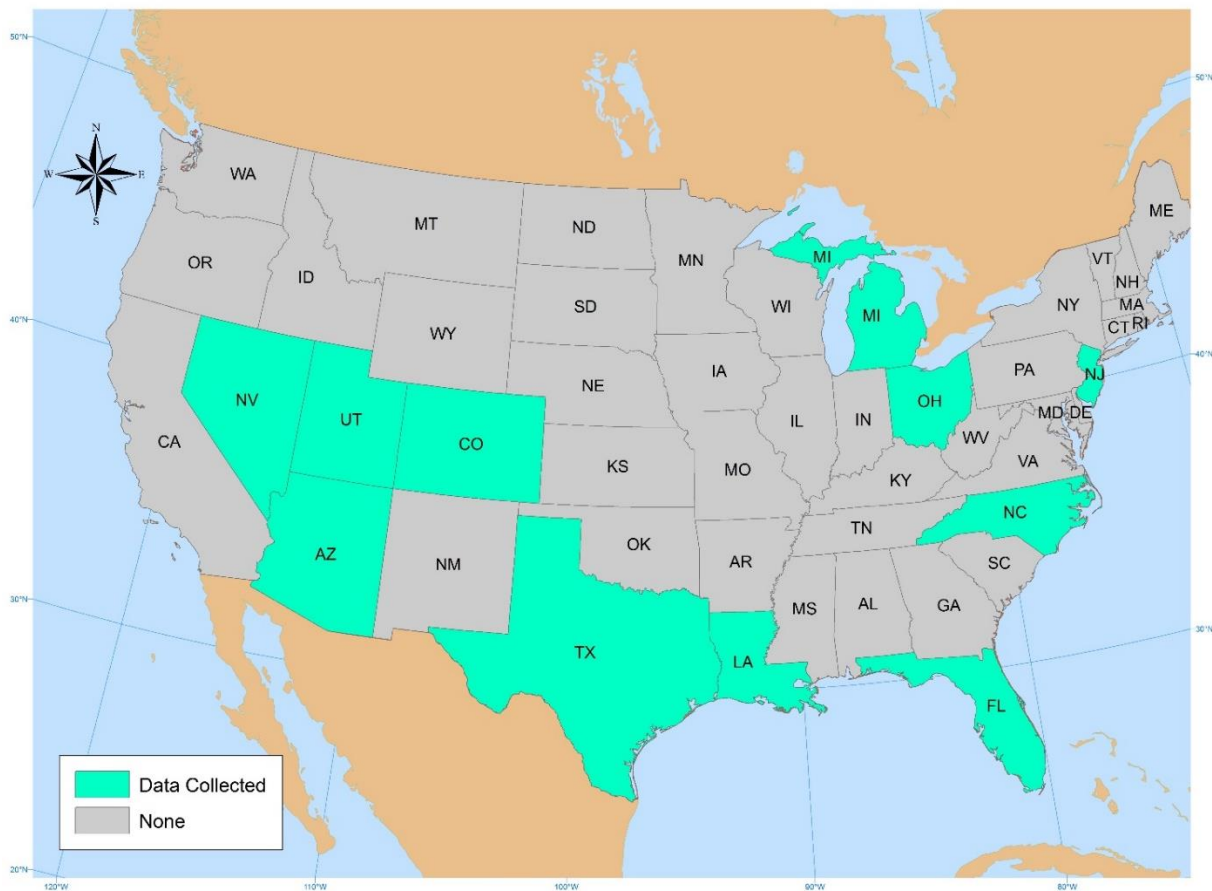 50°N
50°N
N
W E
S
WA
MT
ND
MN
ME
OR
ID
SD
WI
MI
VT
NH
NY
MA
CT RI
WY
MI
40°N
40°N
NV
UT
CO
NE
IA
IL
IN
OH
PA
NJ
MD DE
CA
KS
MO
KY
WV
VA
AZ
NM
OK
AR
TN
NC
SC
30°N
30°N
TX
LA
MS
AL
GA
FL
Data Collected
None
20°N
120°W
110°W
100°W
90°W
80°W